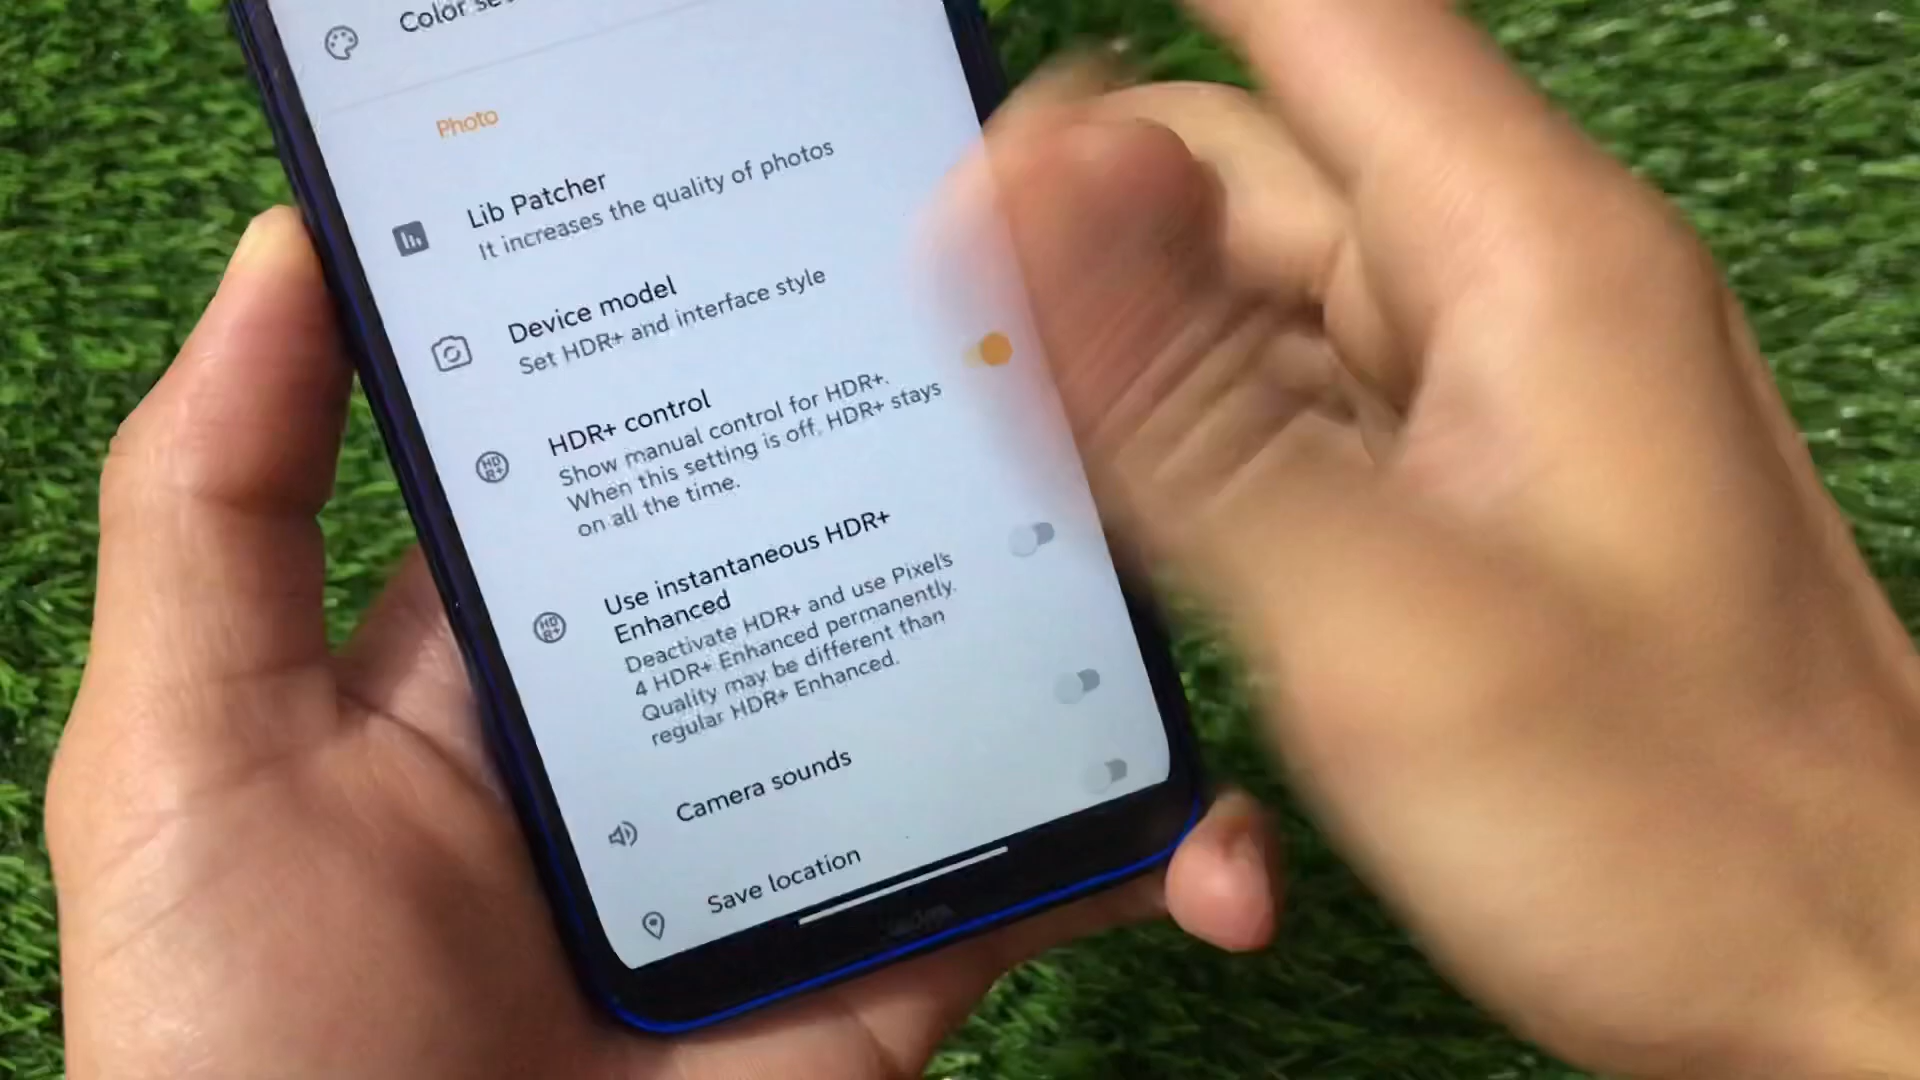 Color
Photo
Lib Patcher
It increases the quality of photos
Device model
Set HDR+ and interface style
HDR+ control
Show manual control for HDR+.
When this setting is off, HDR+ stays
on all the time.
Use instantaneous HDR+
Enhanced
Deactivate HDR+ and use Pixel's
4 HDR+ Enhanced permanently.
Quality may be different than
regular HDR+ Enhanced.
Camera sounds
Save location